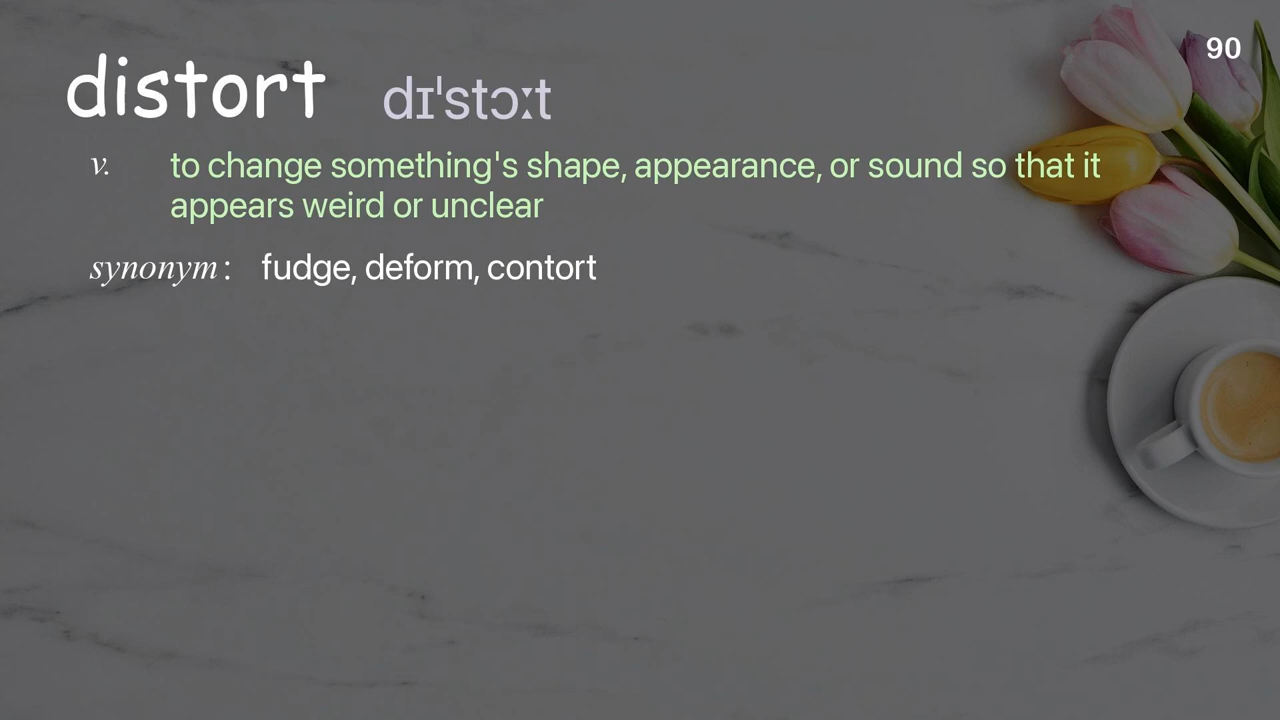 90
distort dɪˈstɔːt
v. to change something's shape, appearance, or sound so that it
appears weird or unclear
synonym: fudge, deform, contort